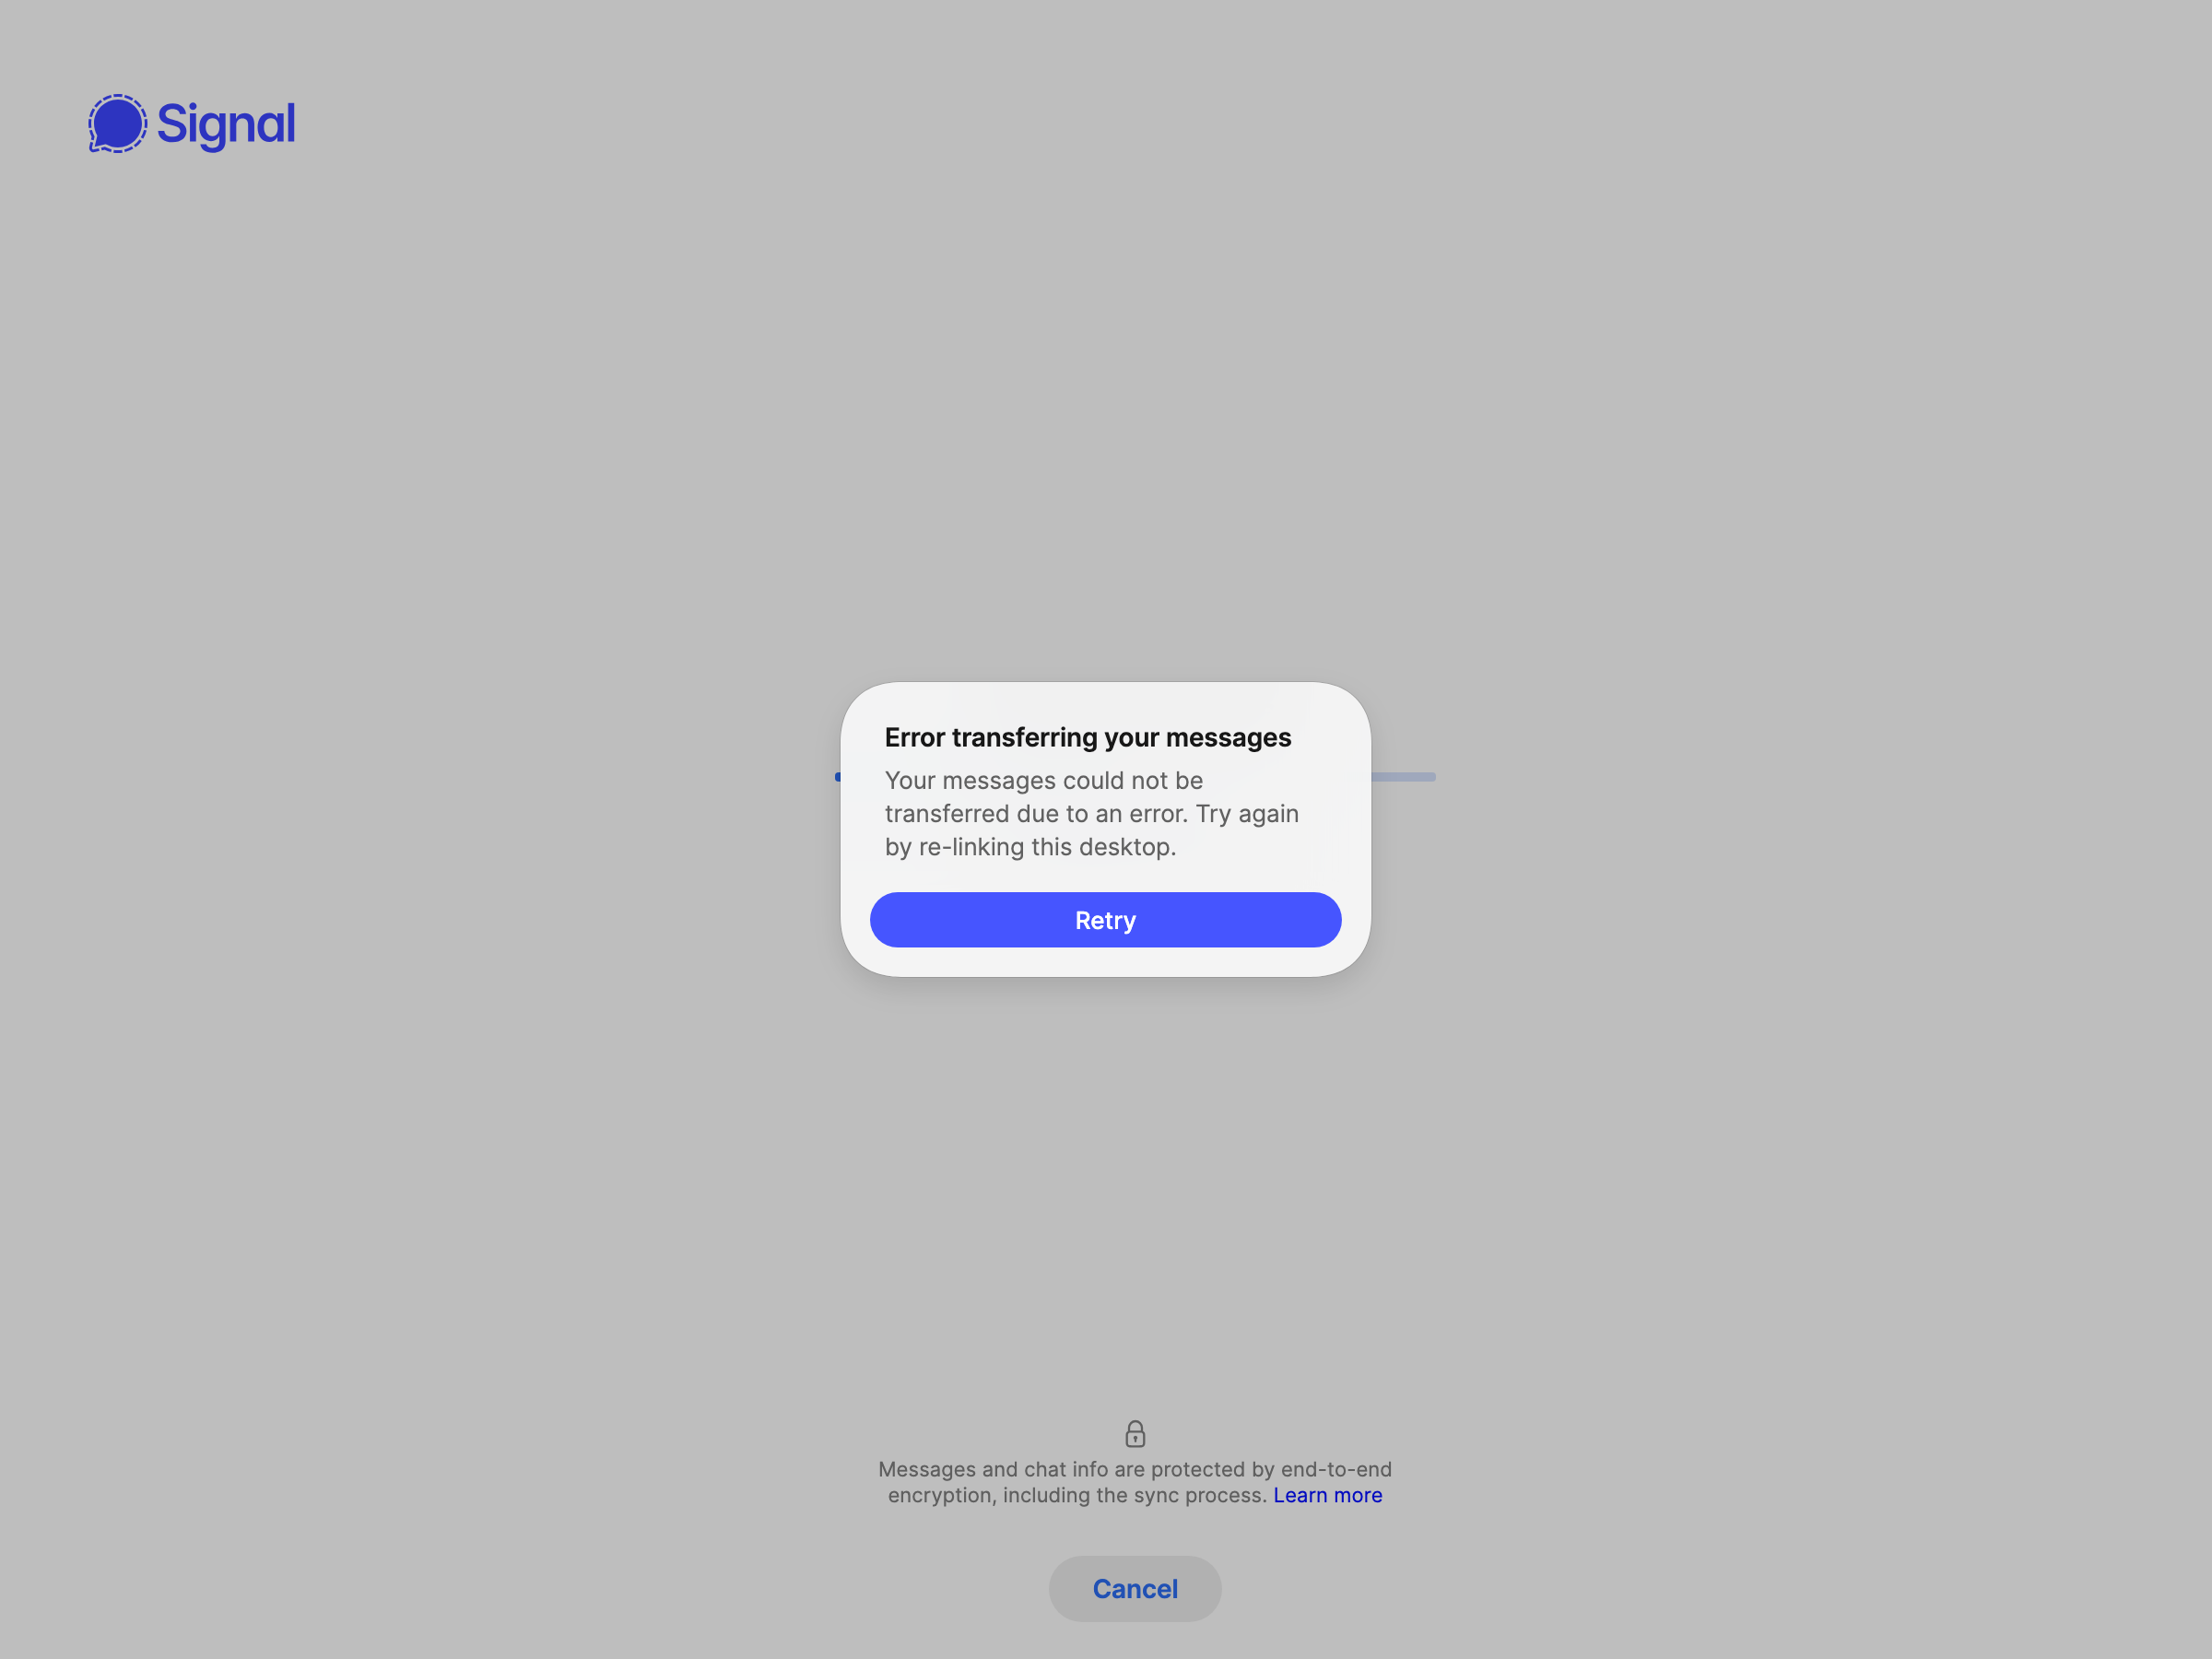 Signal
Error transferring your messages
Your messages could not be
transferred due to an error. Try again
by re-linking this desktop.
Retry
Messages and chat info are protected by end-to-end
encryption, including the sync process. Learn more
Cancel